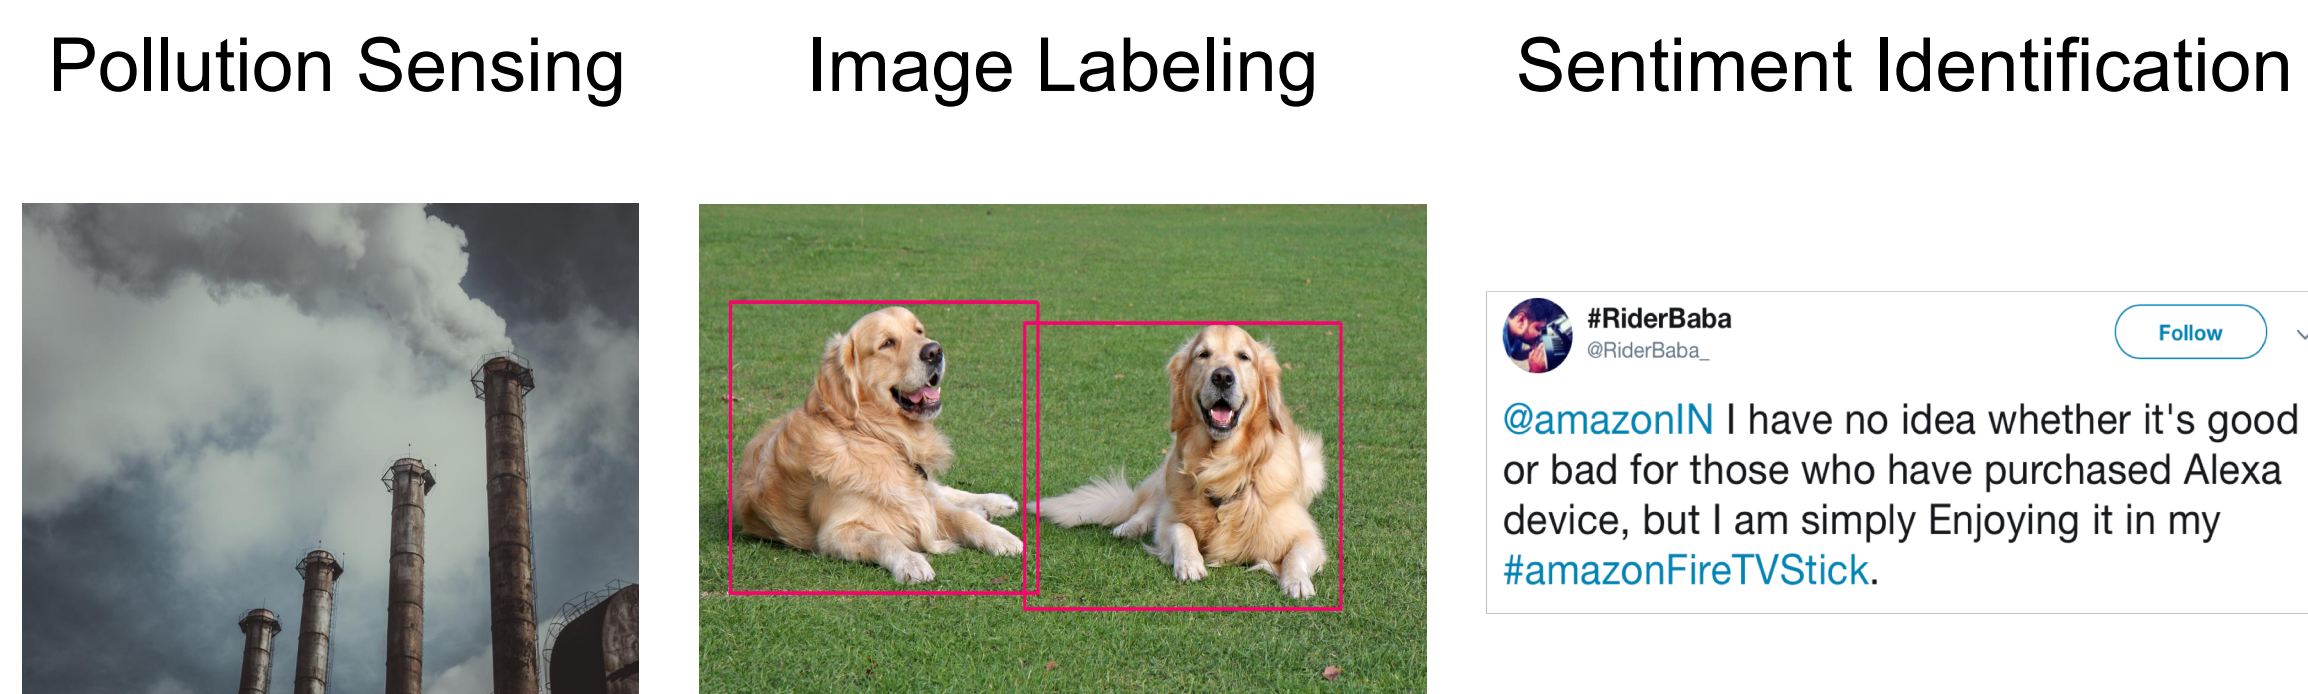 Pollution Sensing
Image Labeling
Sentiment Identification
#RiderBaba
@RiderBaba_
Follow
@amazonIN I have no idea whether it's good
or bad for those who have purchased Alexa
device, but I am simply Enjoying it in my
#amazonFireTVStick.